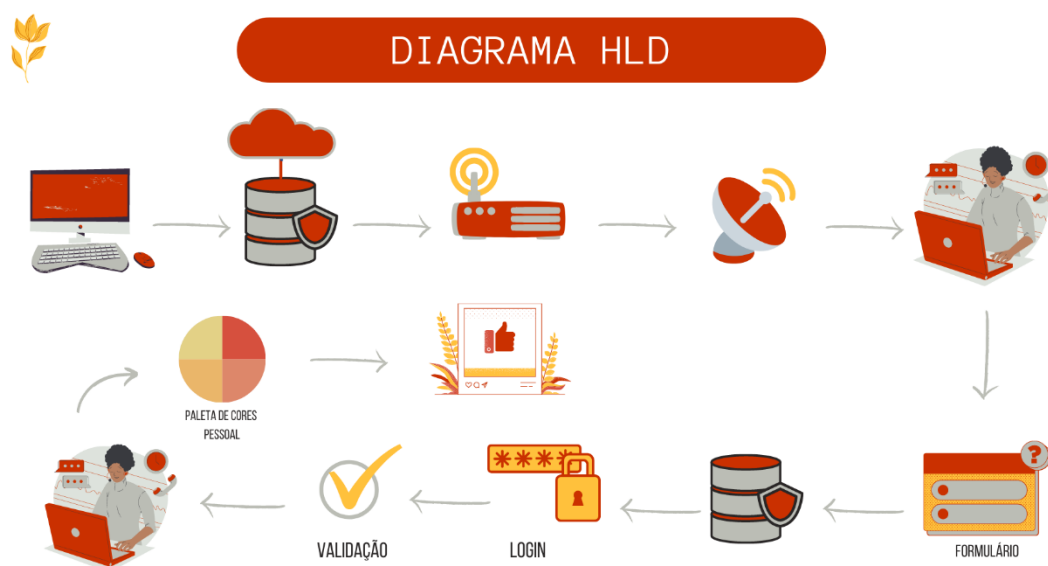 DIAGRAMA HLD
PALETA DE CORES
PESSOAL
?
****
VALIDAÇÃO
LOGIN
FORMULÁRIO